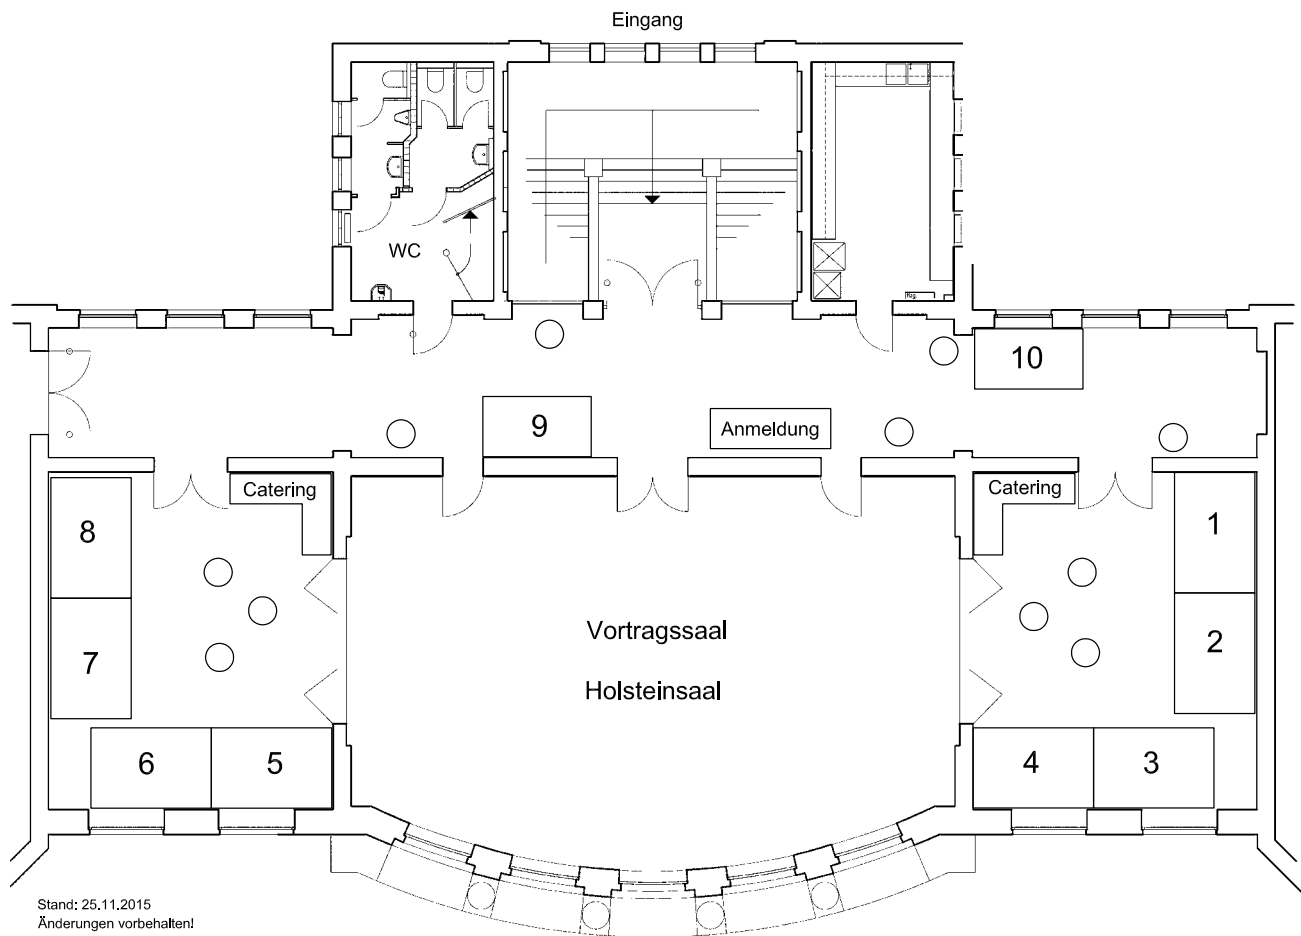 Eingang
WC
10
9
Anmeldung
Catering
Catering
8
1
7
2
Vortragssaal
Holsteinsaal
6
5
4
3
Stand: 25.11.2015
Änderungen vorbehalten!